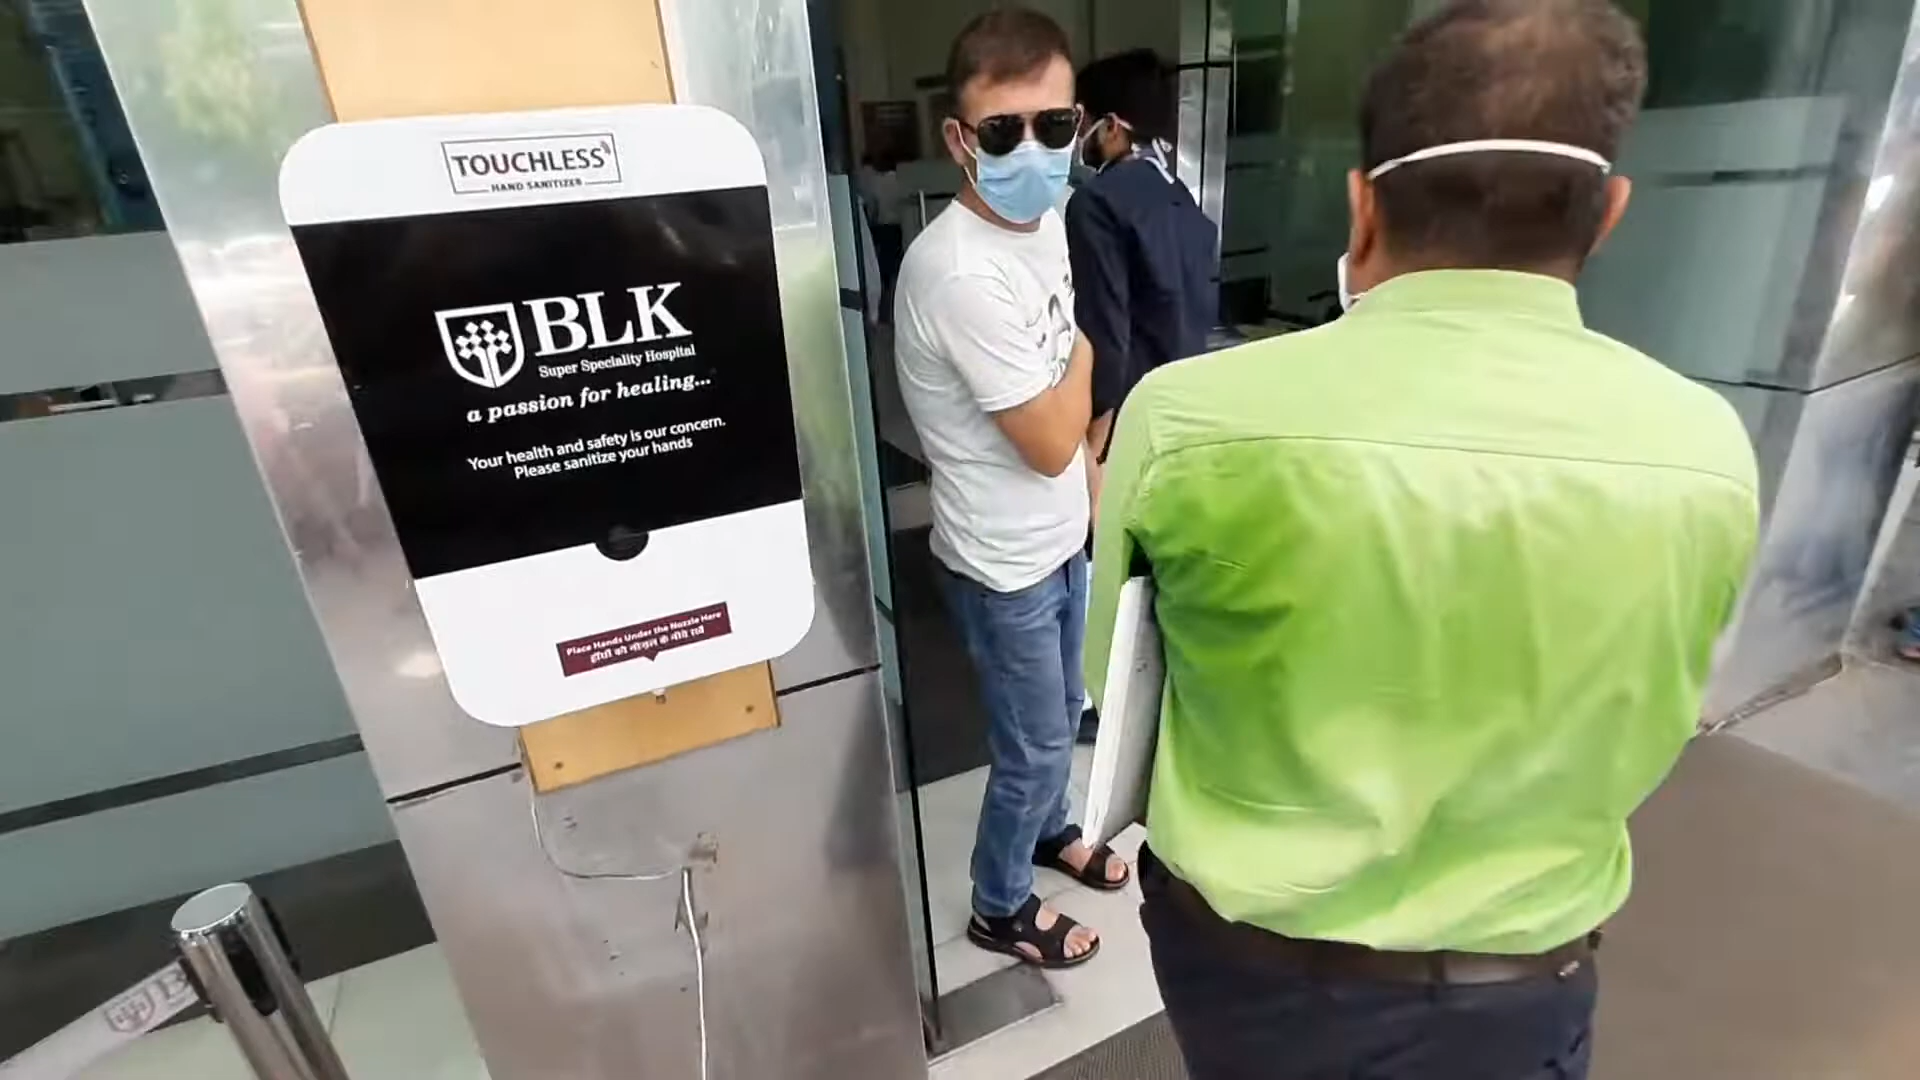 TOUCHLESS
HAND SANITIZER
BLK
Super Speciality Hospital
a passion for healing...
Your health and safety is our concern.
Please sanitize your hands
Place Hands Under the Nozzle Here
हाँथों को नोज़ल के नीचे रखें
B